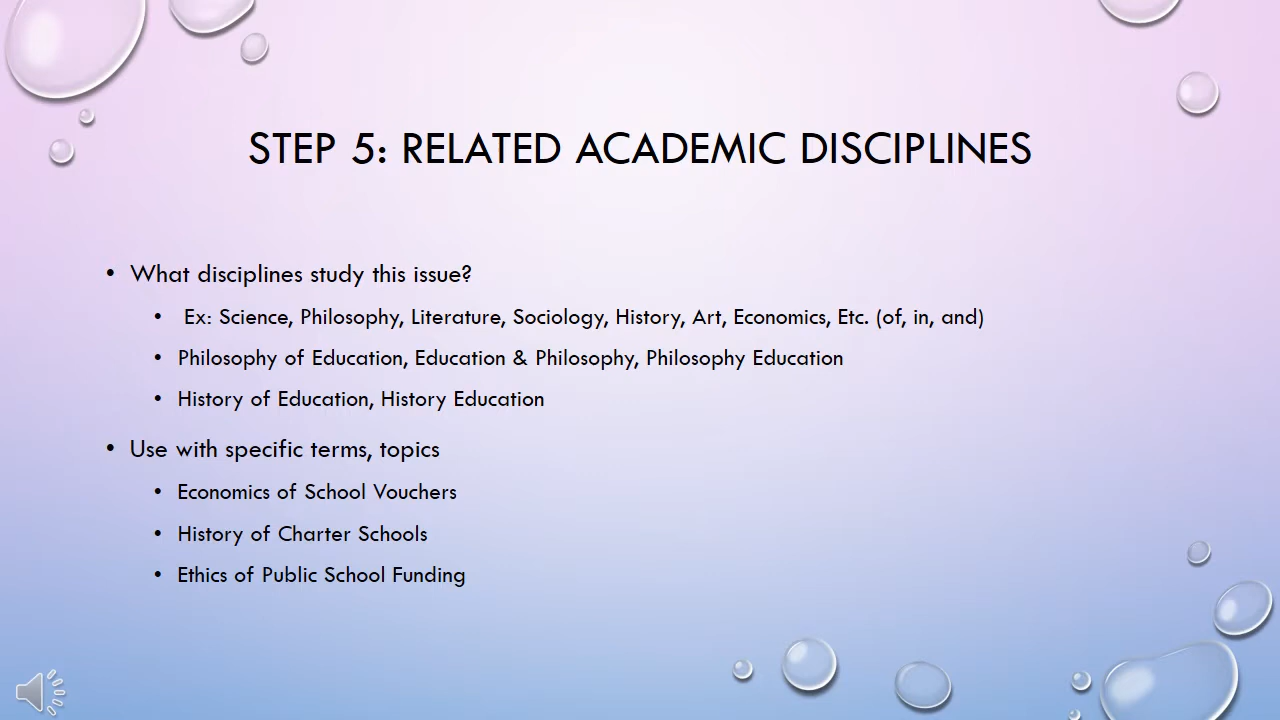 STEP 5: RELATED ACADEMIC DISCIPLINES
• What disciplines study this issue?
• Ex: Science, Philosophy, Literature, Sociology, History, Art, Economics, Etc. (of, in, and)
• Philosophy of Education, Education & Philosophy, Philosophy Education
• History of Education, History Education
• Use with specific terms, topics
• Economics of School Vouchers
• History of Charter Schools
• Ethics of Public School Funding